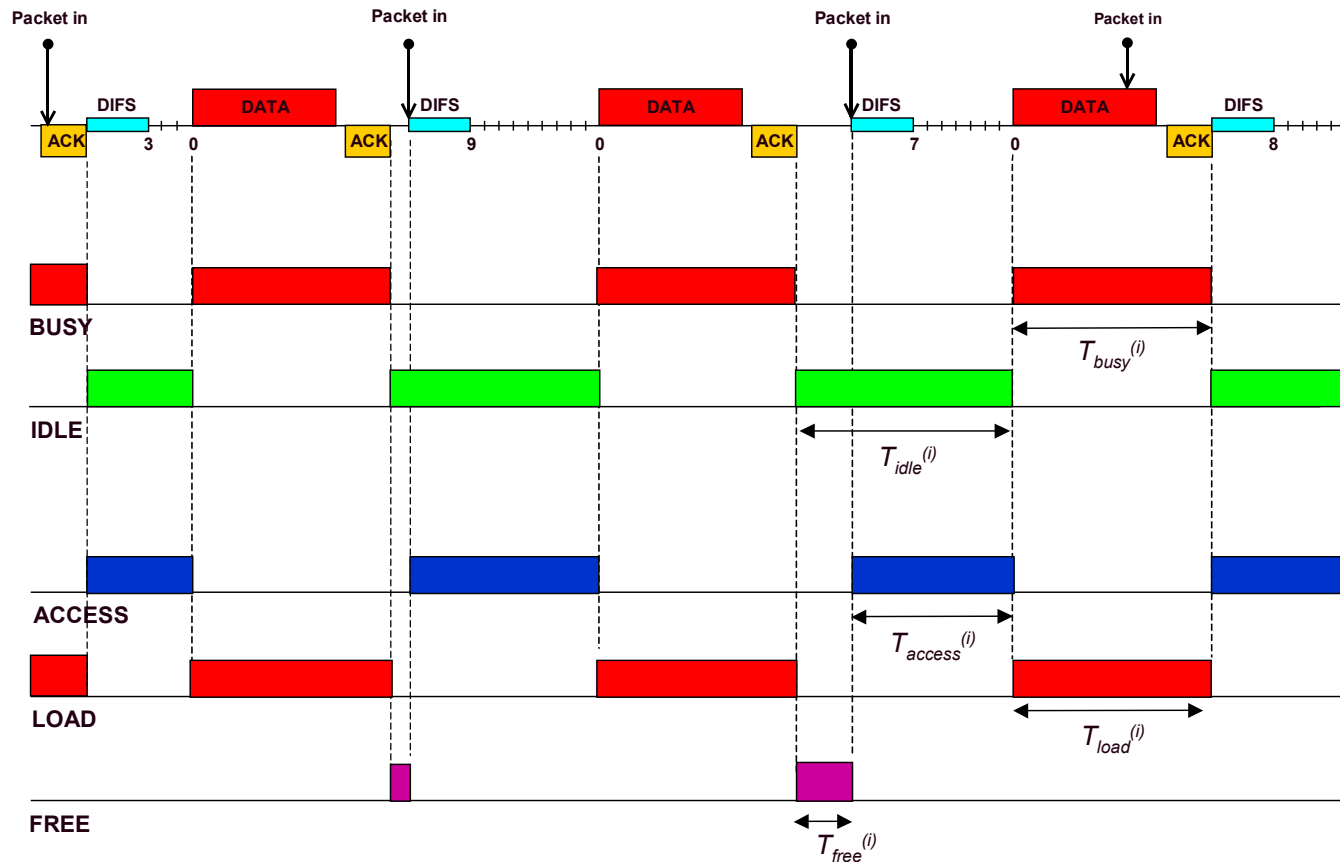 Packet in
Packet in
Packet in
Packet in
DIFS DATA DIFS DATA DIFS DATA DIFS
ACK 3 0 ACK 9 0 ACK 7 0 ACK 8
BUSY
T_busy^(i)
IDLE
T_idle^(i)
ACCESS
T_access^(i)
LOAD
T_load^(i)
FREE
T_free^(i)